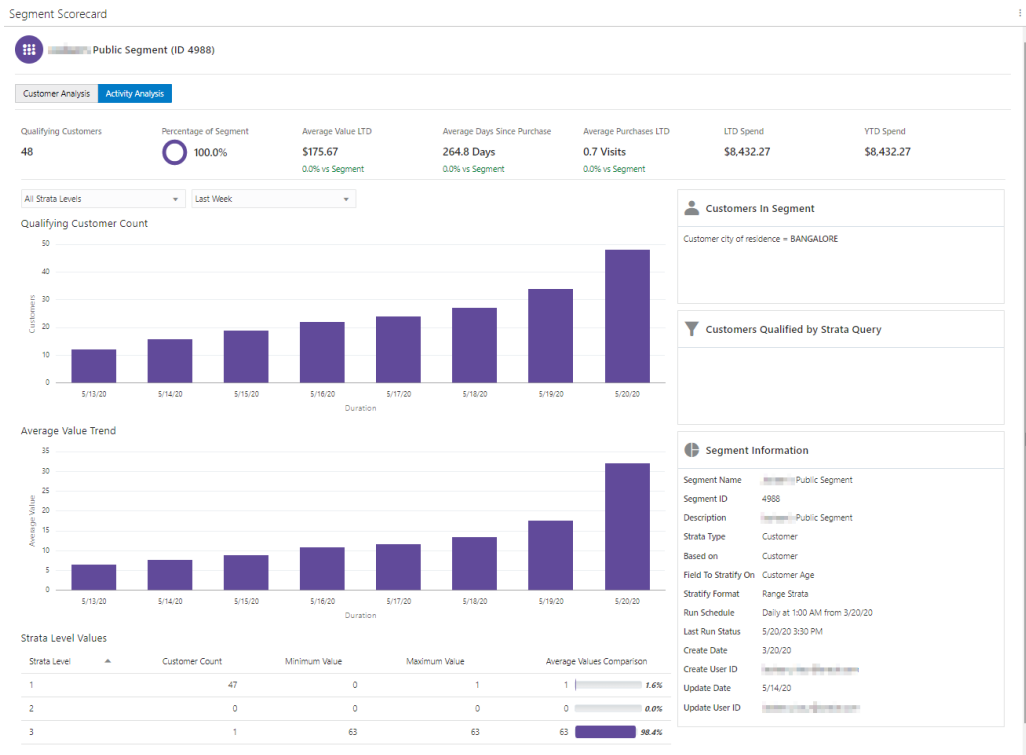 Segment Scorecard
Public Segment (ID 4988)
Customer Analysis Activity Analysis
Qualifying Customers Percentage of Segment Average Value LTD Average Days Since Purchase Average Purchases LTD LTD Spend YTD Spend
48 100.0% $175.67 264.8 Days 0.7 Visits $8,432.27 $8,432.27
0.0% vs Segment 0.0% vs Segment 0.0% vs Segment
All Strata Levels Last Week
Qualifying Customer Count
50
40
30
20
10
0
Customers
5/13/20 5/14/20 5/15/20 5/16/20 5/17/20 5/18/20 5/19/20 5/20/20
Duration
Average Value Trend
35
30
25
20
15
10
5
0
Average Value
5/13/20 5/14/20 5/15/20 5/16/20 5/17/20 5/18/20 5/19/20 5/20/20
Duration
Strata Level Values
Strata Level Customer Count Minimum Value Maximum Value Average Values Comparison
1 47 0 1 1 1.6%
2 0 0 0 0 0.0%
3 1 63 63 63 98.4%
Customers In Segment
Customer city of residence = BANGALORE
Customers Qualified by Strata Query
Segment Information
Segment Name Public Segment
Segment ID 4988
Description Public Segment
Strata Type Customer
Based on Customer
Field To Stratify On Customer Age
Stratify Format Range Strata
Run Schedule Daily at 1:00 AM from 3/20/20
Last Run Status 5/20/20 3:30 PM
Create Date 3/20/20
Create User ID
Update Date 5/14/20
Update User ID